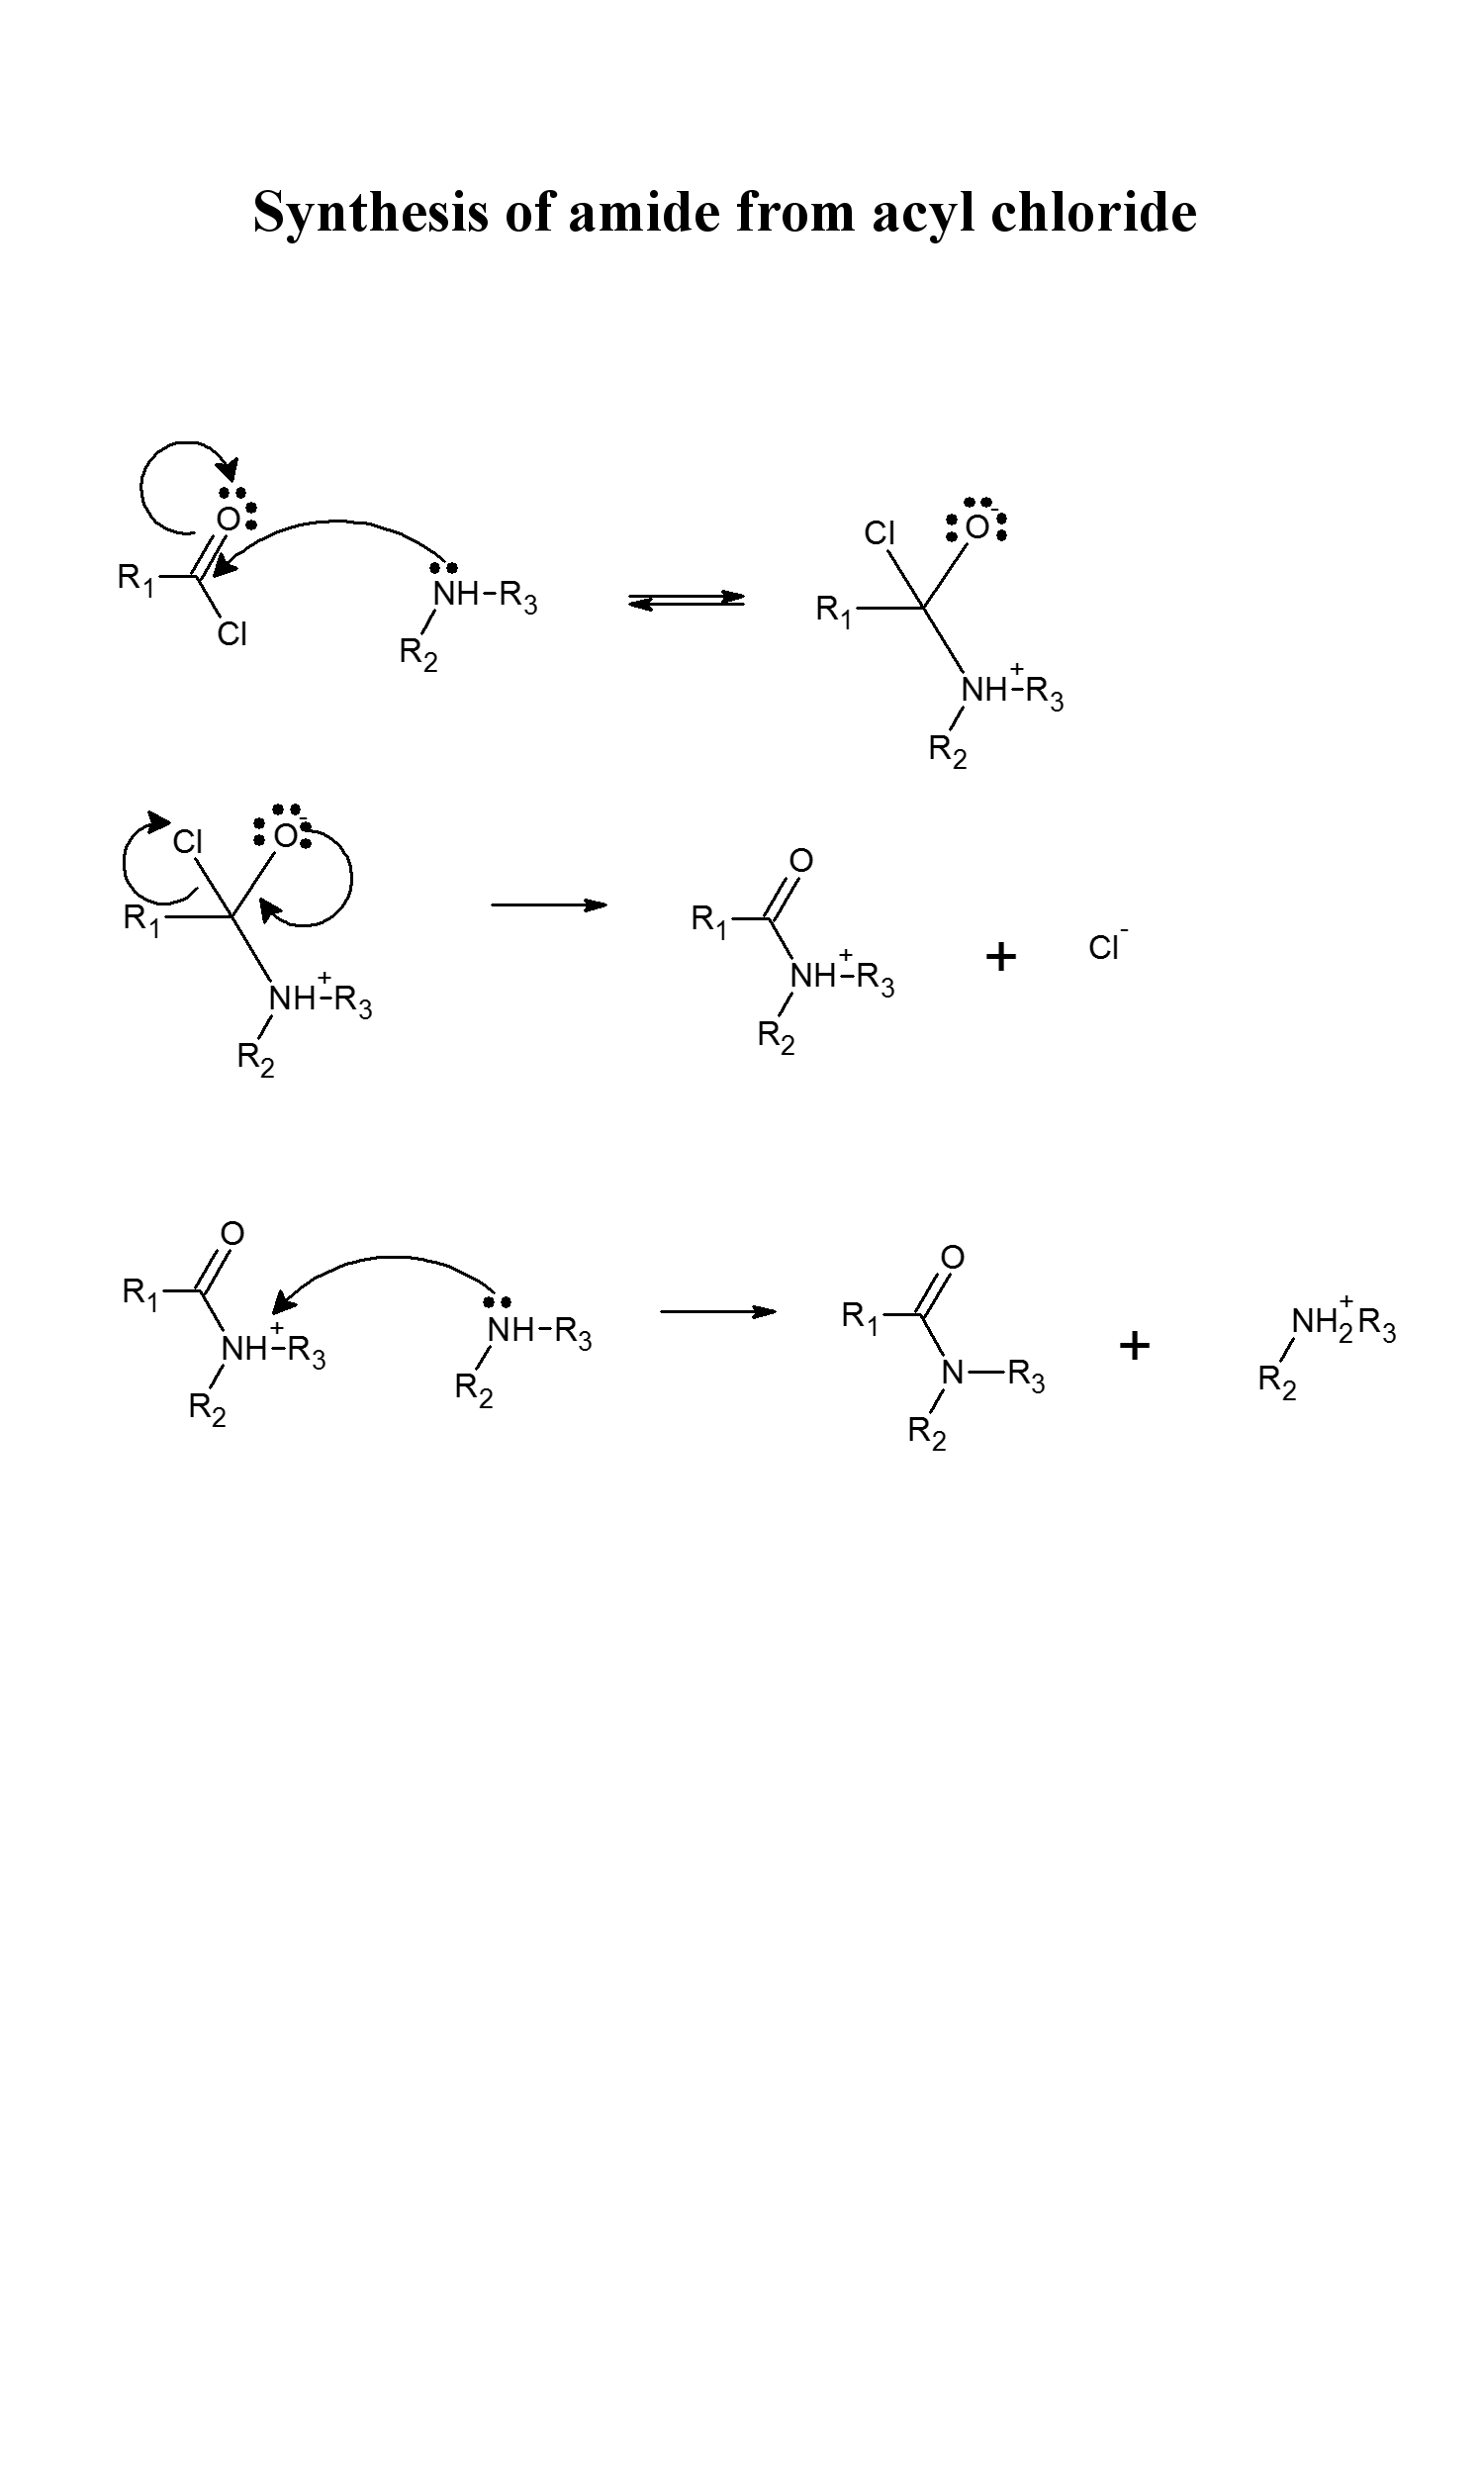 Synthesis of amide from acyl chloride
O
R1
Cl
NH-R3
R2
Cl
O-
R1
NH+-R3
R2
Cl
O-
R1
NH+-R3
R2
O
R1
NH+-R3
R2
+
Cl-
O
R1
NH+-R3
R2
NH-R3
R2
O
R1
N
R3
R2
+
NH2+R3
R2